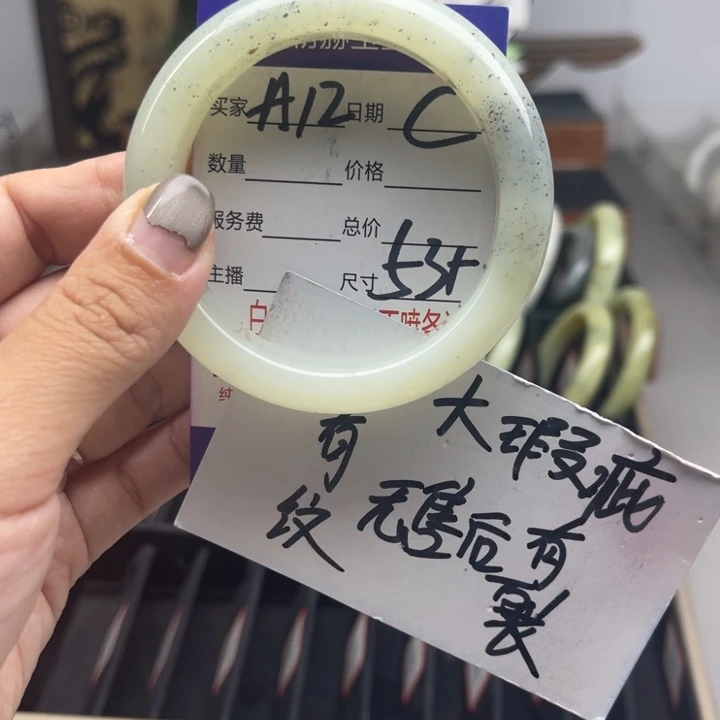 买家 A12 日期 C
数量 价格
服务费 总价
主播 尺寸 53+
大瑕疵
有纹
无售后有裂